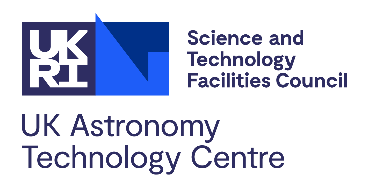 UK
RI
Science and
Technology
Facilities Council
UK Astronomy
Technology Centre